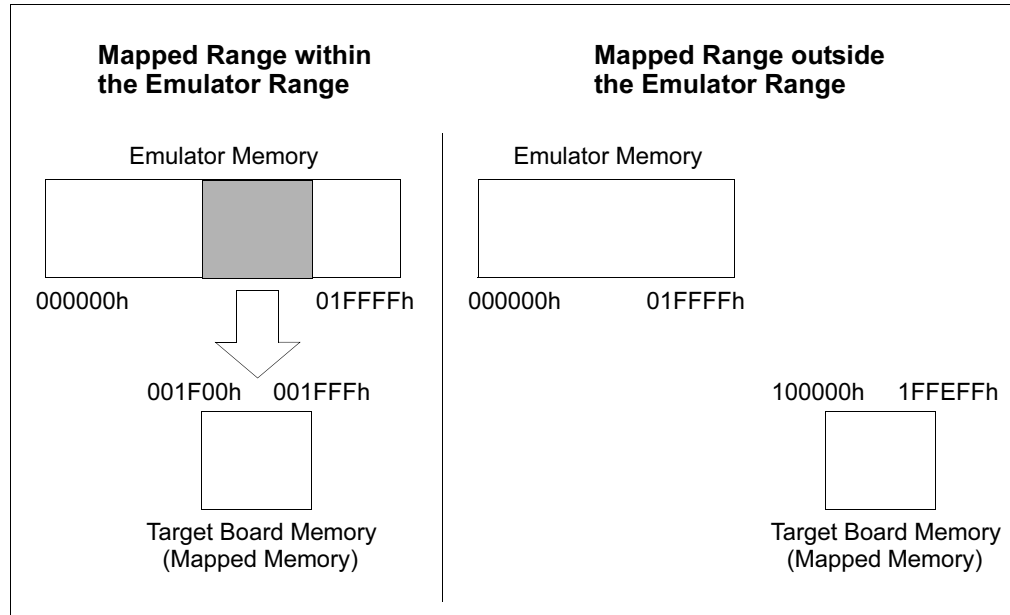 Mapped Range within
the Emulator Range
Emulator Memory
000000h 01FFFFh
001F00h 001FFFh
Target Board Memory
(Mapped Memory)
Mapped Range outside
the Emulator Range
Emulator Memory
000000h 01FFFFh
100000h 1FFEFFh
Target Board Memory
(Mapped Memory)